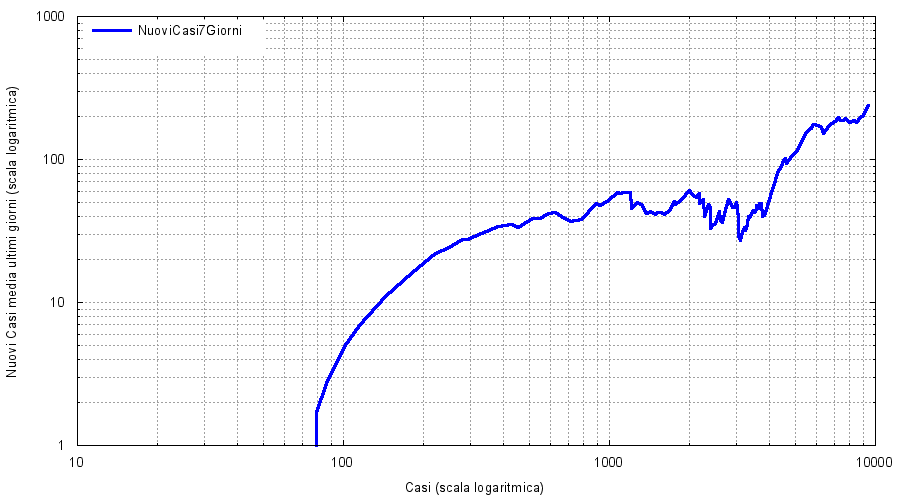 1000
NuoviCasi7Giorni
100
10
1
10
100
1000
10000
Nuovi Casi media ultimi giorni (scala logaritmica)
Casi (scala logaritmica)